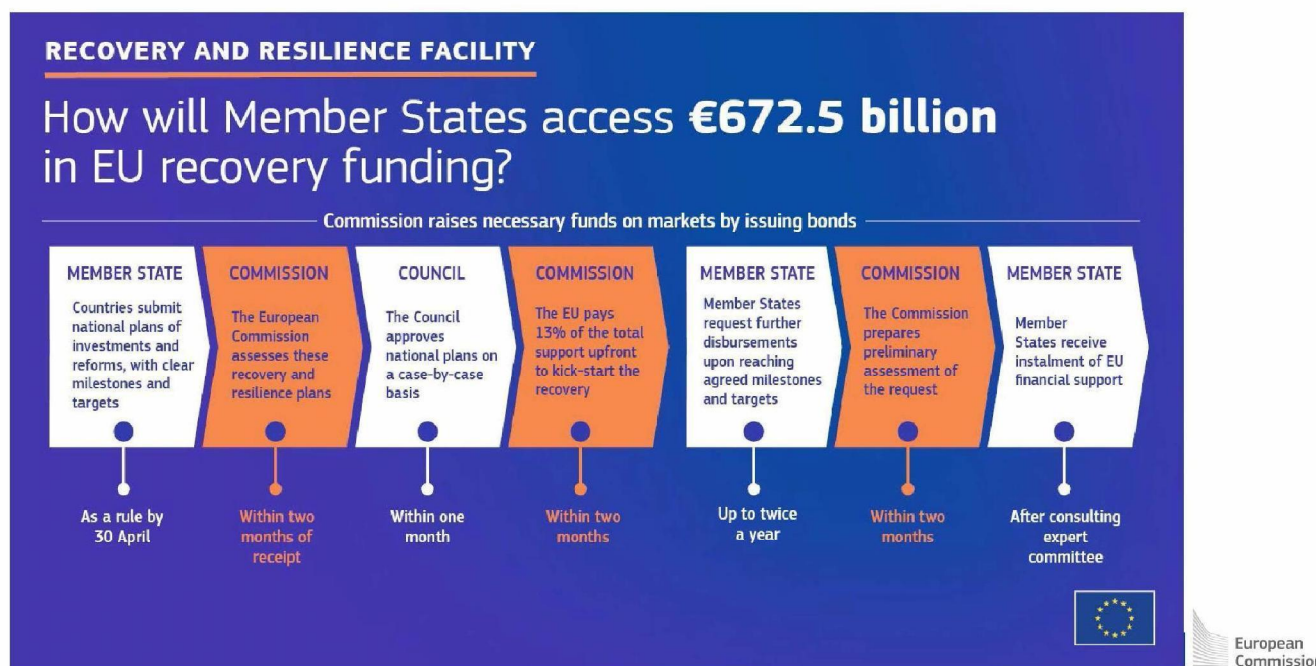 RECOVERY AND RESILIENCE FACILITY
How will Member States access €672.5 billion
in EU recovery funding?
Commission raises necessary funds on markets by issuing bonds
MEMBER STATE
Countries submit
national plans of
investments and
reforms, with clear
milestones and
targets
As a rule by
30 April
COMMISSION
The European
Commission
assesses these
recovery and
resilience plans
Within two
months of
receipt
COUNCIL
The Council
approves
national plans on
a case-by-case
basis
Within one
month
COMMISSION
The EU pays
13% of the total
support upfront
to kick-start the
recovery
Within two
months
MEMBER STATE
Member States
request further
disbursements
upon reaching
agreed milestones
and targets
Up to twice
a year
COMMISSION
The Commission
prepares
preliminary
assessment of
the request
Within two
months
MEMBER STATE
Member
States receive
instalment of EU
financial support
After consulting
expert
committee
European
Commission